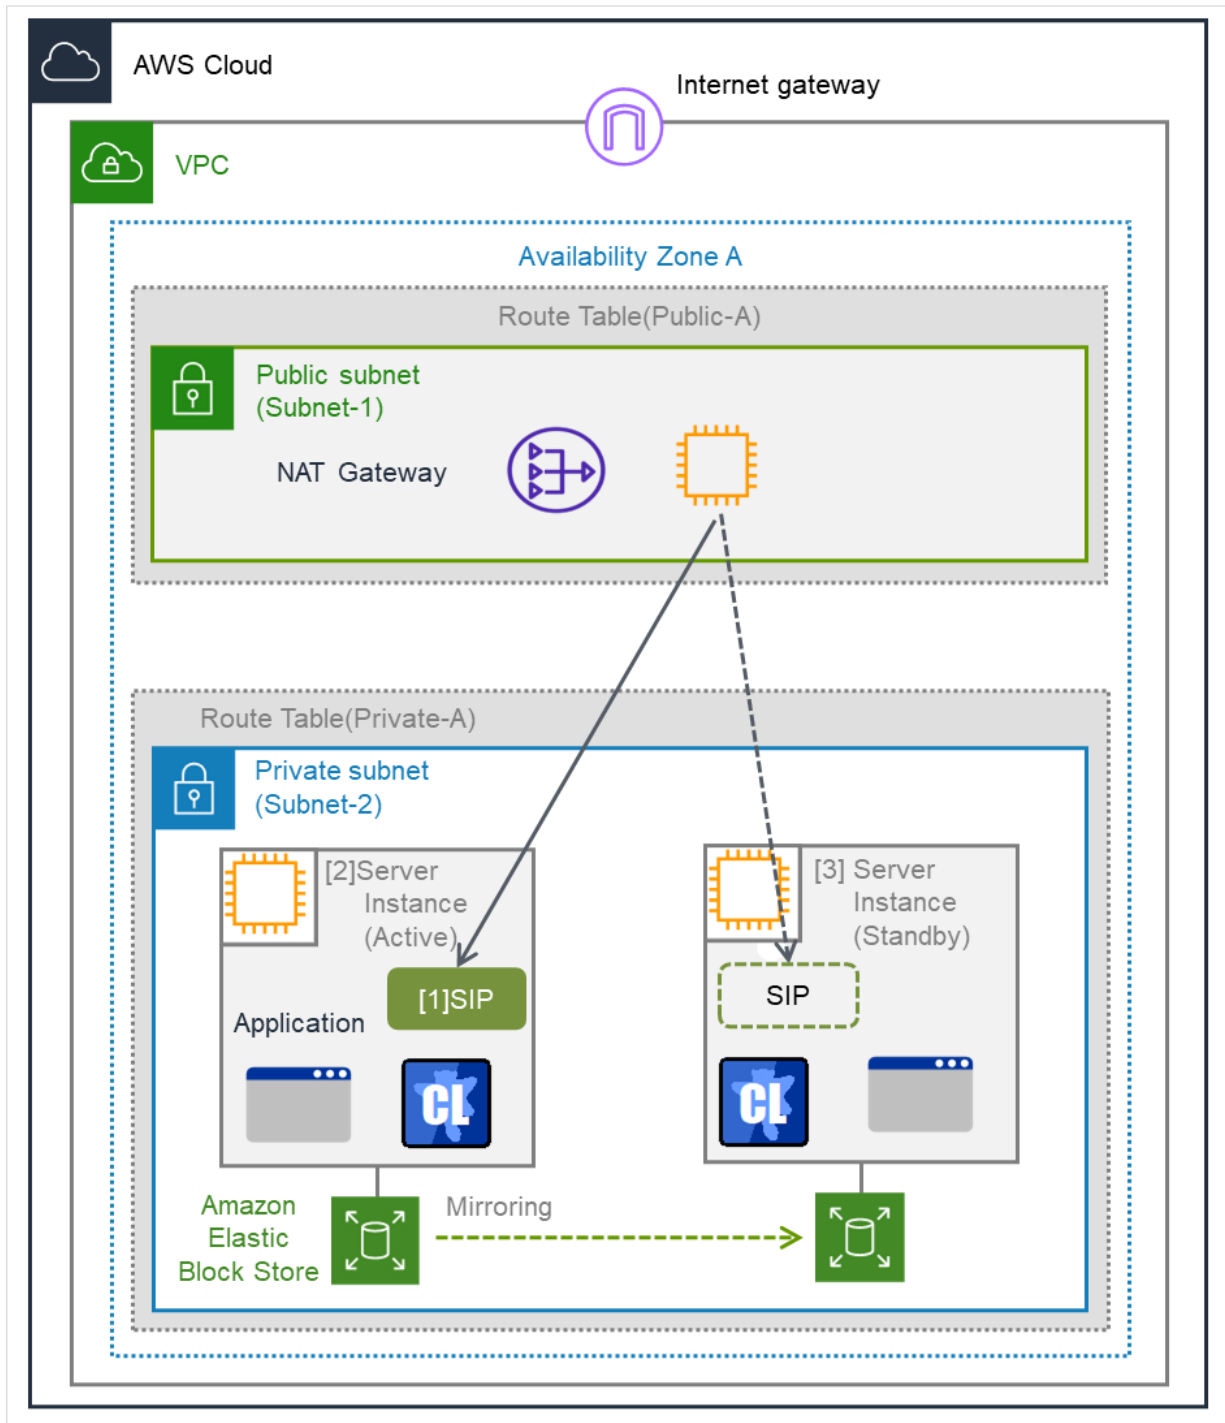 AWS Cloud
Internet gateway
VPC
Availability Zone A
Route Table(Public-A)
Public subnet
(Subnet-1)
NAT Gateway
Route Table(Private-A)
Private subnet
(Subnet-2)
[2]Server
Instance
(Active)
[3] Server
Instance
(Standby)
[1]SIP
SIP
Application
CL
CL
Amazon
Elastic
Block Store
Mirroring